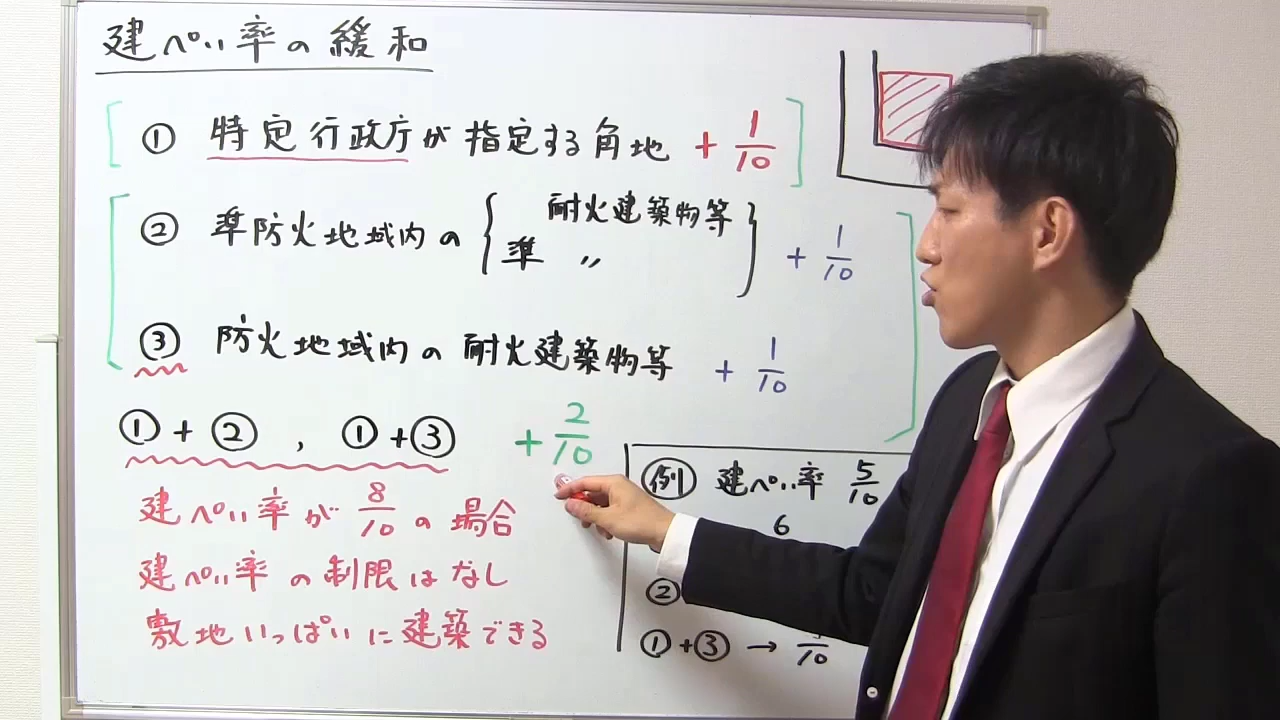 建ぺい率の緩和
① 特定行政庁が指定する角地 + 1/10
② 準防火地域内の { 耐火建築物等
準 〃 } + 1/10
③ 防火地域内の耐火建築物等 + 1/10
①+②, ①+③ + 2/10
建ぺい率が 8/10 の場合
建ぺい率の制限はなし
敷地いっぱいに建築できる
例 建ぺい率 5/10
6
②
①+③ →